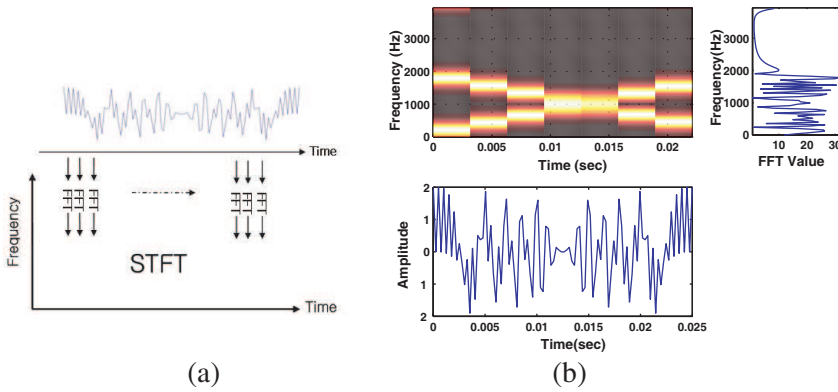 Time
FFT FFT FFT FFT FFT FFT
STFT
Frequency
Time
(a)
Frequency (Hz)
3000
2000
1000
0
0 0.005 0.01 0.015 0.02
Time (sec)
Frequency(Hz)
3000
2000
1000
0
10 20 30
FFT Value
Amplitude
2
1
0
1
2
0 0.005 0.01 0.015 0.02 0.025
Time(sec)
(b)